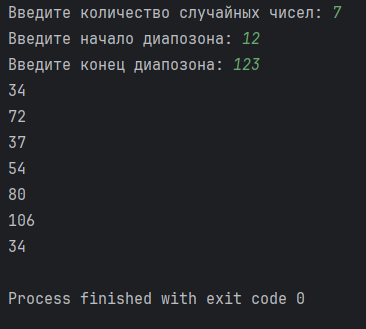 Введите количество случайных чисел: 7
Введите начало диапозона: 12
Введите конец диапозона: 123
34
72
37
54
80
106
34
Process finished with exit code 0